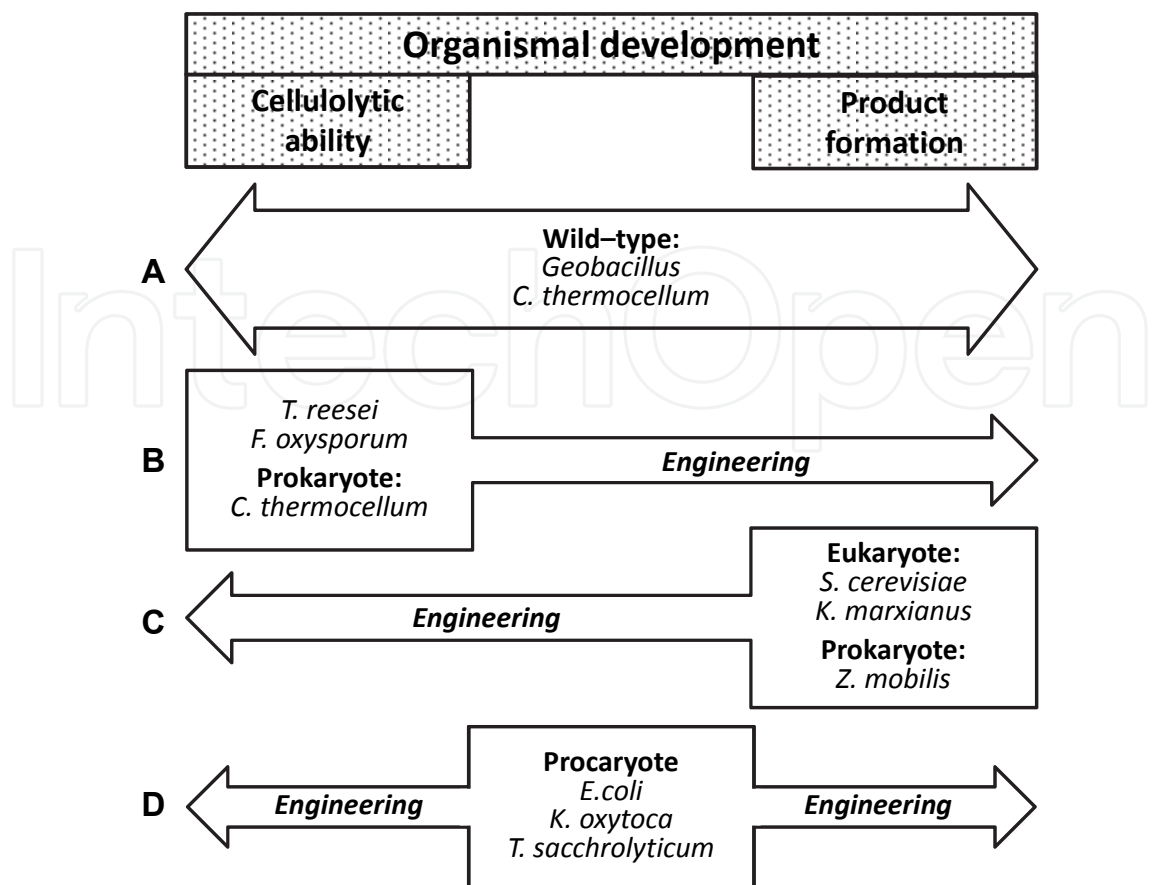 Organismal development
Cellulolytic
ability
Product
formation
A
Wild–type:
Geobacillus
C. thermocellum
IntechOpen
B
T. reesei
F. oxysporum
Prokaryote:
C. thermocellum
Engineering
C
Engineering
Eukaryote:
S. cerevisiae
K. marxianus
Prokaryote:
Z. mobilis
D
Engineering
Procaryote
E.coli
K. oxytoca
T. sacchrolyticum
Engineering